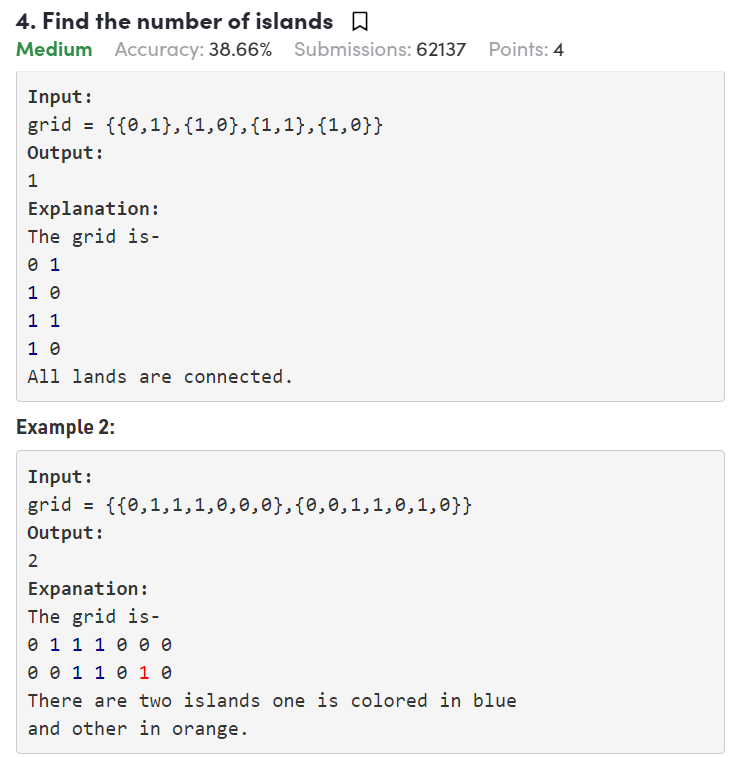 4. Find the number of islands
Medium Accuracy: 38.66% Submissions: 62137 Points: 4
Input:
grid = {{0,1},{1,0},{1,1},{1,0}}
Output:
1
Explanation:
The grid is-
0 1
1 0
1 1
1 0
All lands are connected.
Example 2:
Input:
grid = {{0,1,1,1,0,0,0},{0,0,1,1,0,1,0}}
Output:
2
Expanation:
The grid is-
0 1 1 1 0 0 0
0 0 1 1 0 1 0
There are two islands one is colored in blue
and other in orange.